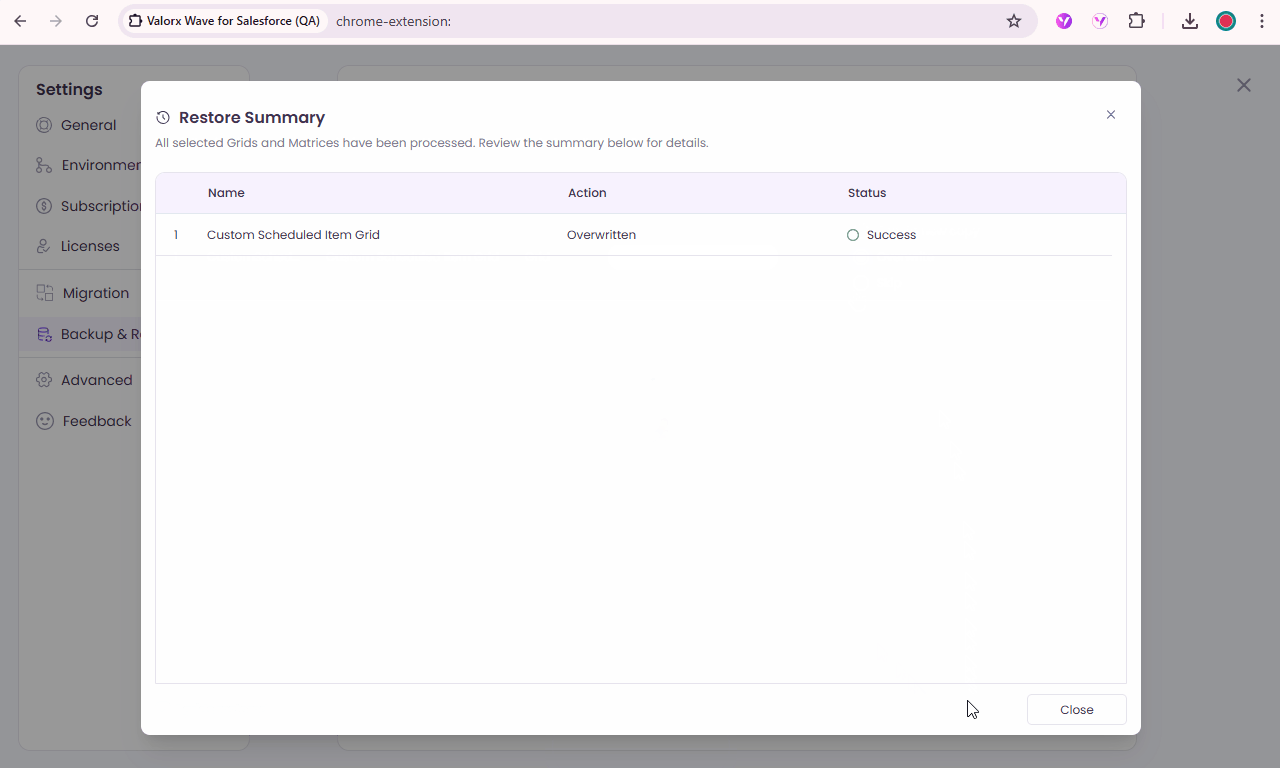 Valorx Wave for Salesforce (QA)
chrome-extension:
Settings
General
Environmen
Subscription
Licenses
Migration
Backup & Re
Advanced
Feedback
Restore Summary
All selected Grids and Matrices have been processed. Review the summary below for details.
Name Action Status
1 Custom Scheduled Item Grid Overwritten Success
Close